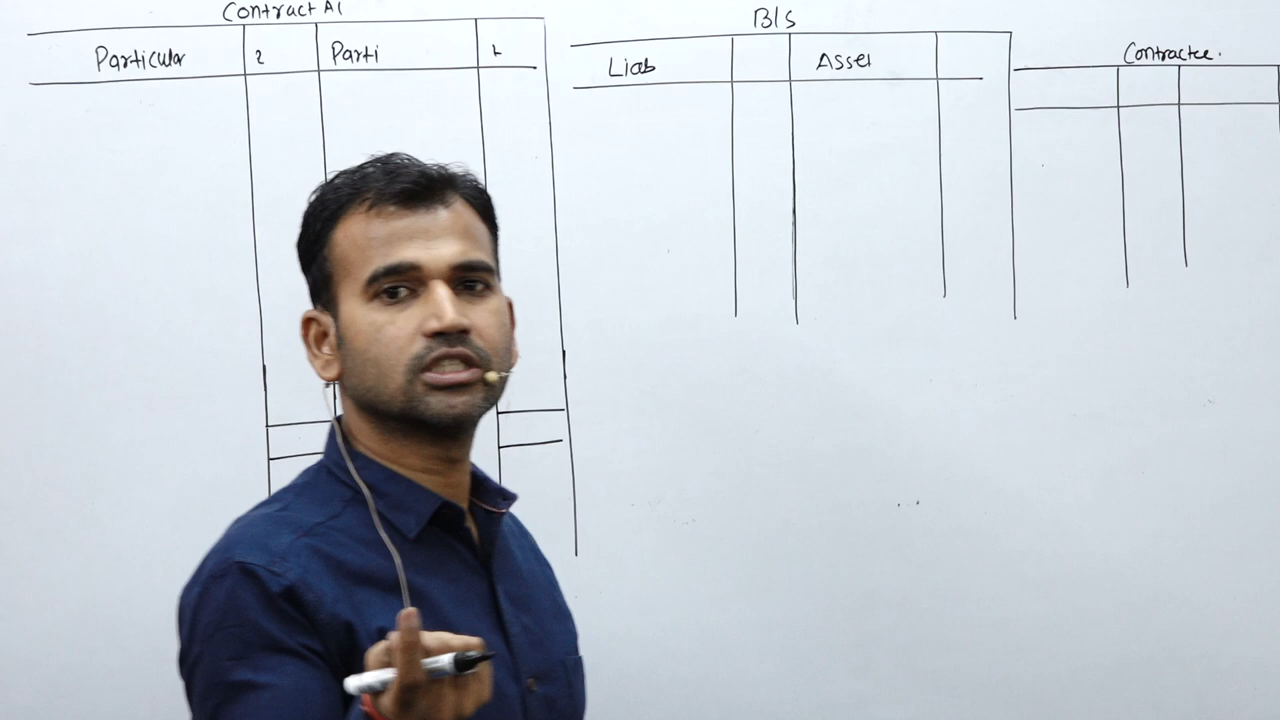 Contract A/
Particular
Parti
B/S
Liab
Asset
Contractee.